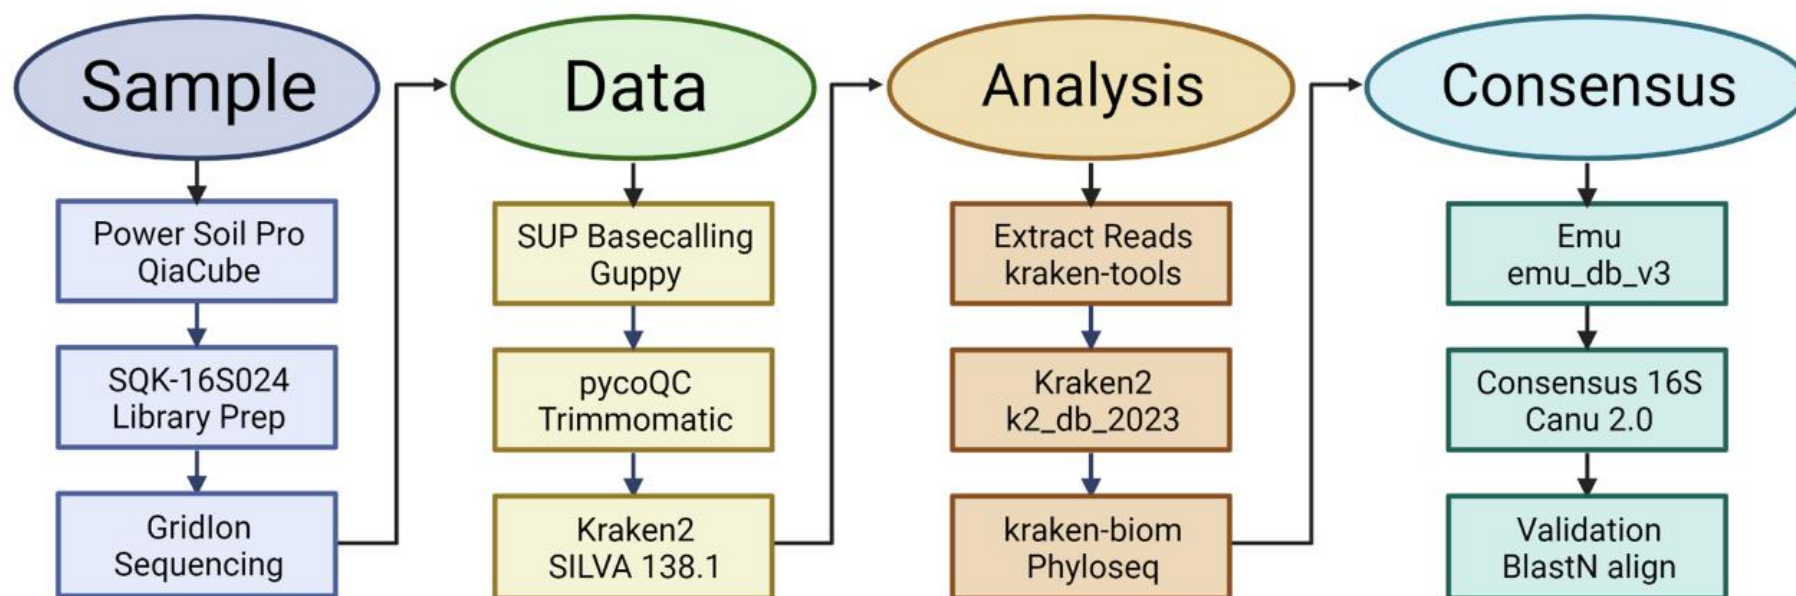 Sample
Power Soil Pro
QiaCube
SQK-16S024
Library Prep
GridIon
Sequencing
Data
SUP Basecalling
Guppy
pycoQC
Trimmomatic
Kraken2
SILVA 138.1
Analysis
Extract Reads
kraken-tools
Kraken2
k2_db_2023
kraken-biom
Phyloseq
Consensus
Emu
emu_db_v3
Consensus 16S
Canu 2.0
Validation
BlastN align